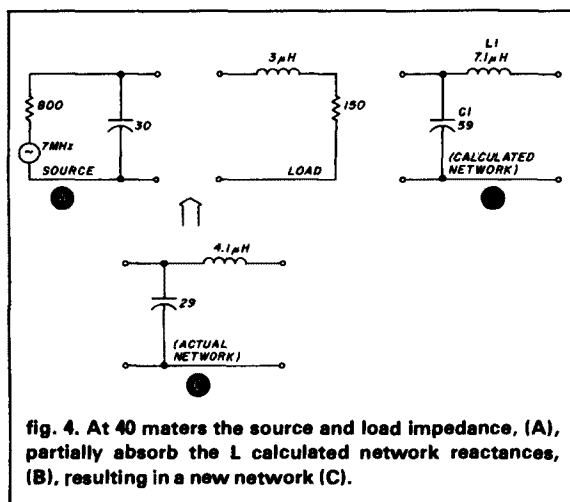 3μH
L1
7.1μH
800
30
150
C1
59
7MHz
SOURCE
LOAD
(CALCULATED
NETWORK)
4.1μH
29
(ACTUAL
NETWORK)
fig. 4. At 40 maters the source and load impedance, (A),
partially absorb the L calculated network reactances,
(B), resulting in a new network (C).